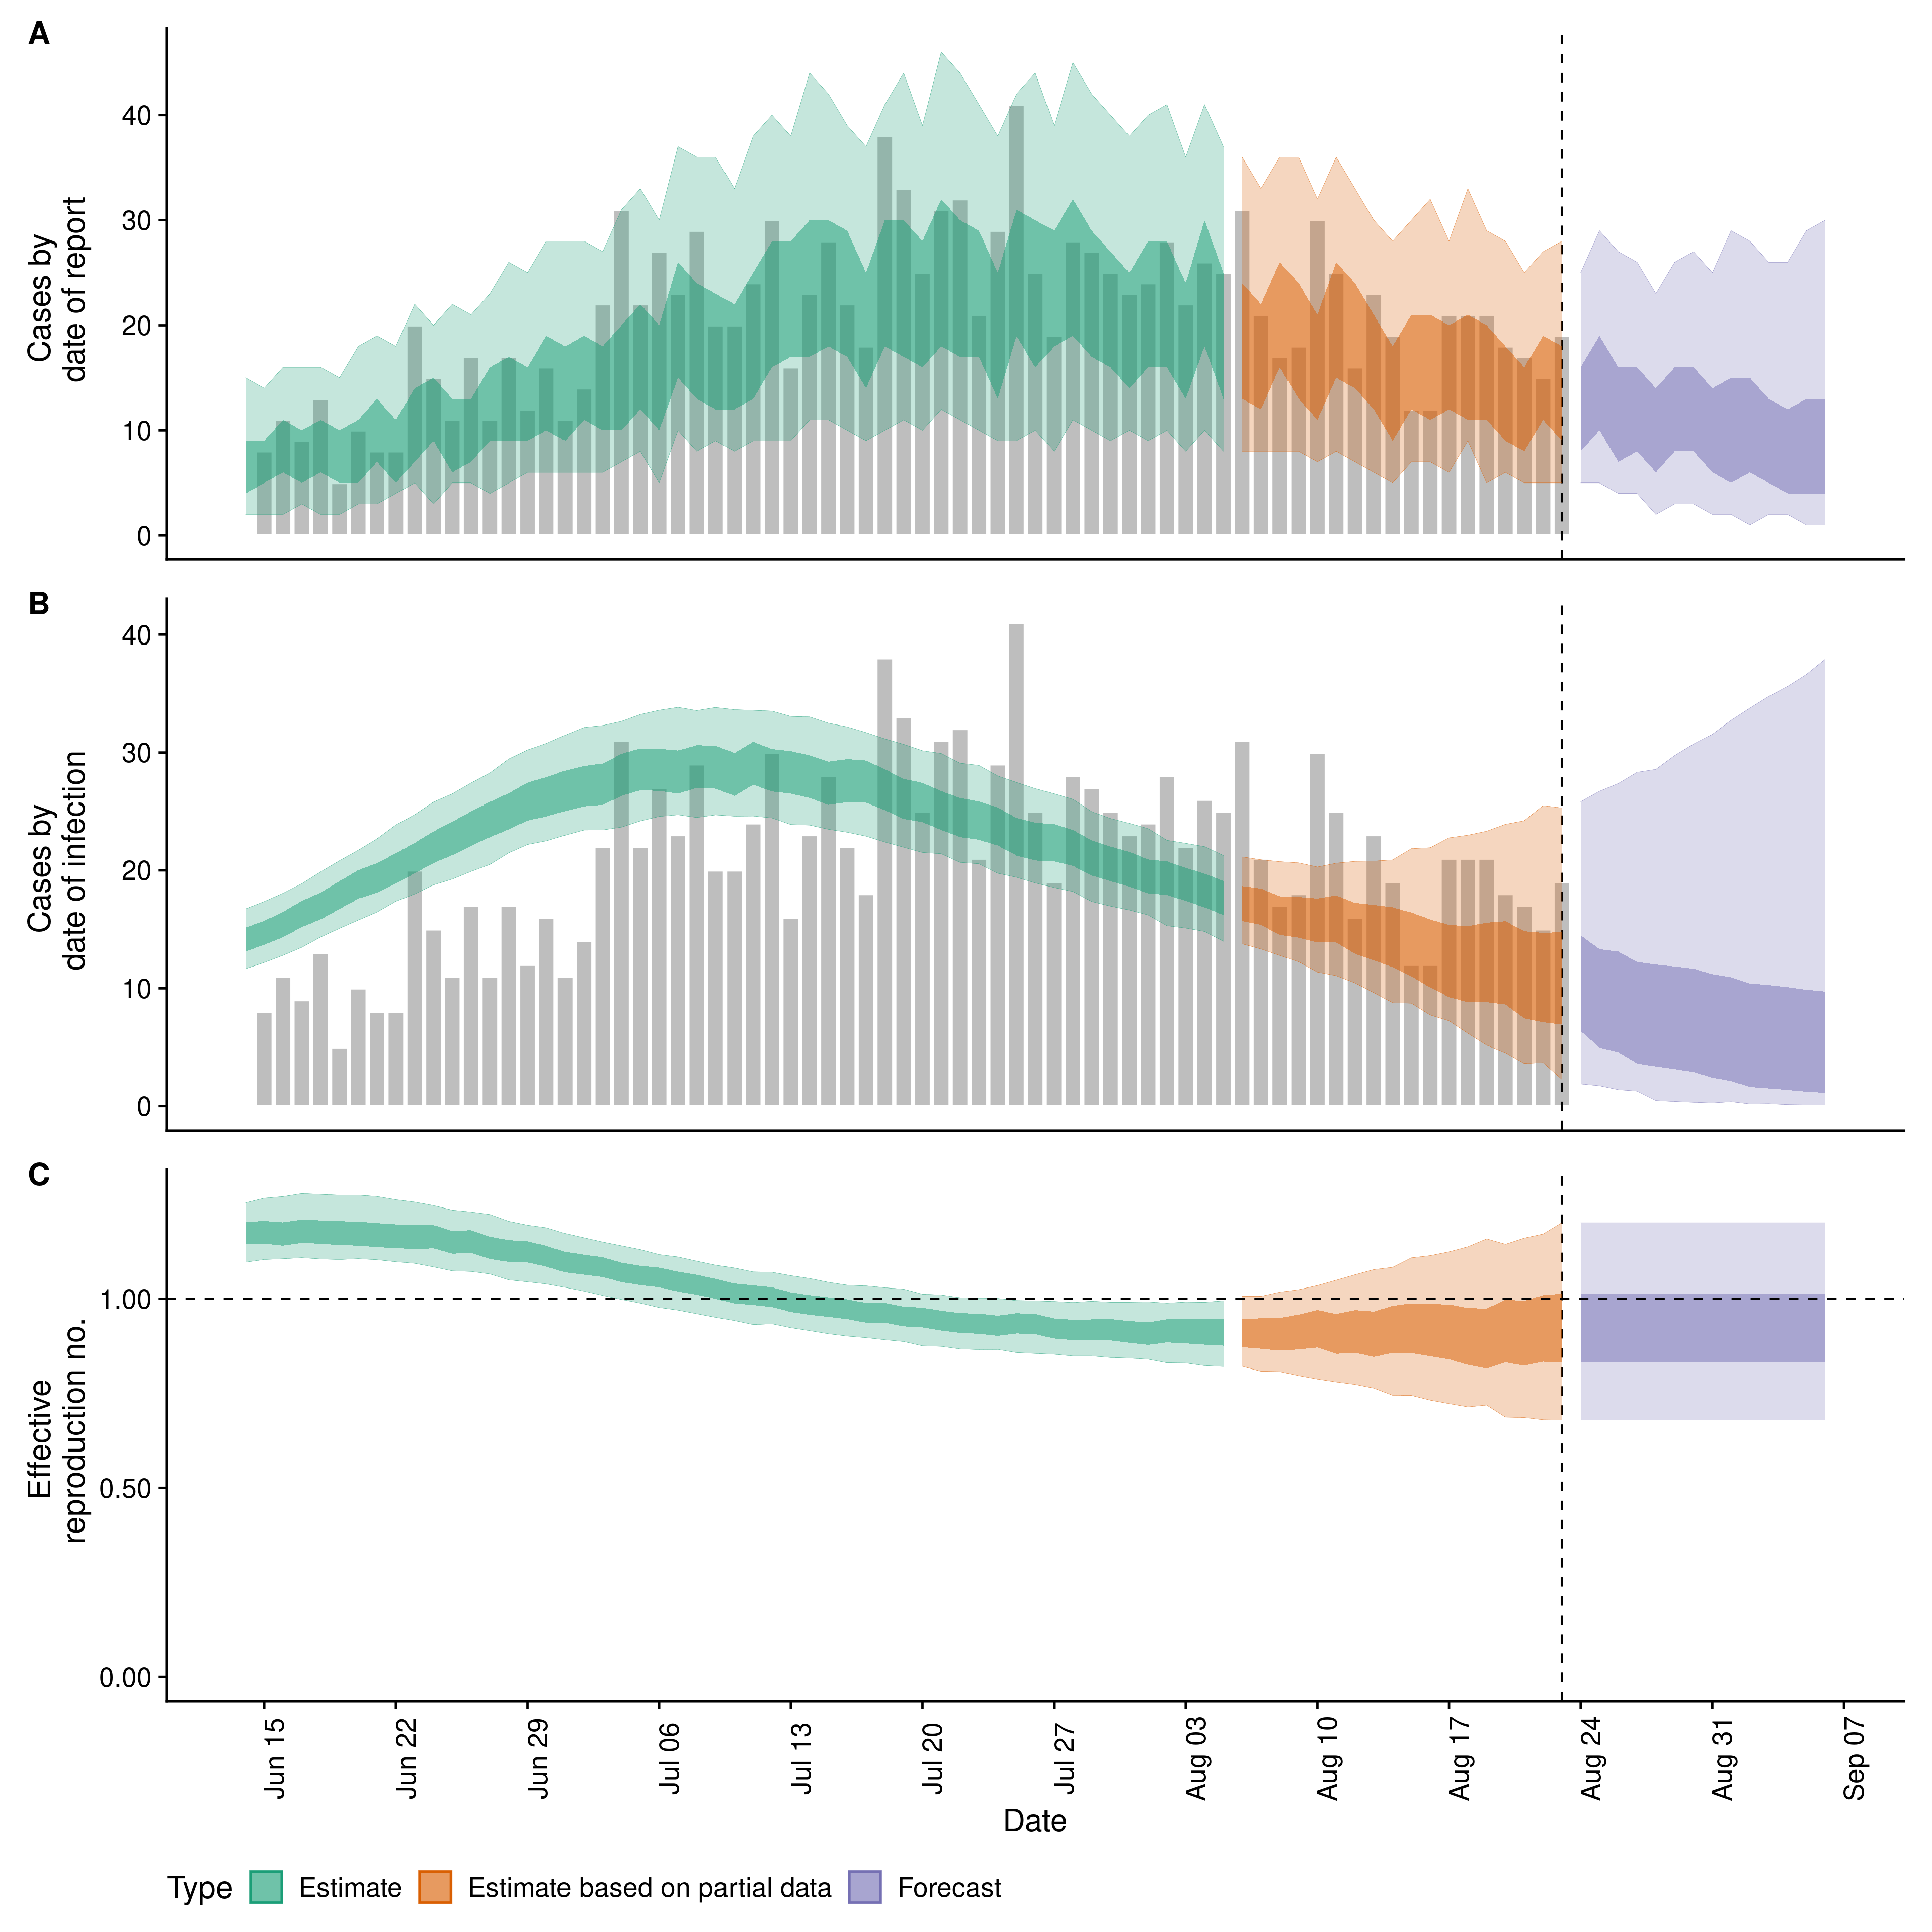 A
Cases by
date of report
40
30
20
10
0
B
Cases by
date of infection
40
30
20
10
0
C
Effective
reproduction no.
1.00
0.50
0.00
Jun 15
Jun 22
Jun 29
Jul 06
Jul 13
Jul 20
Jul 27
Aug 03
Aug 10
Aug 17
Aug 24
Aug 31
Sep 07
Date
Type Estimate Estimate based on partial data Forecast